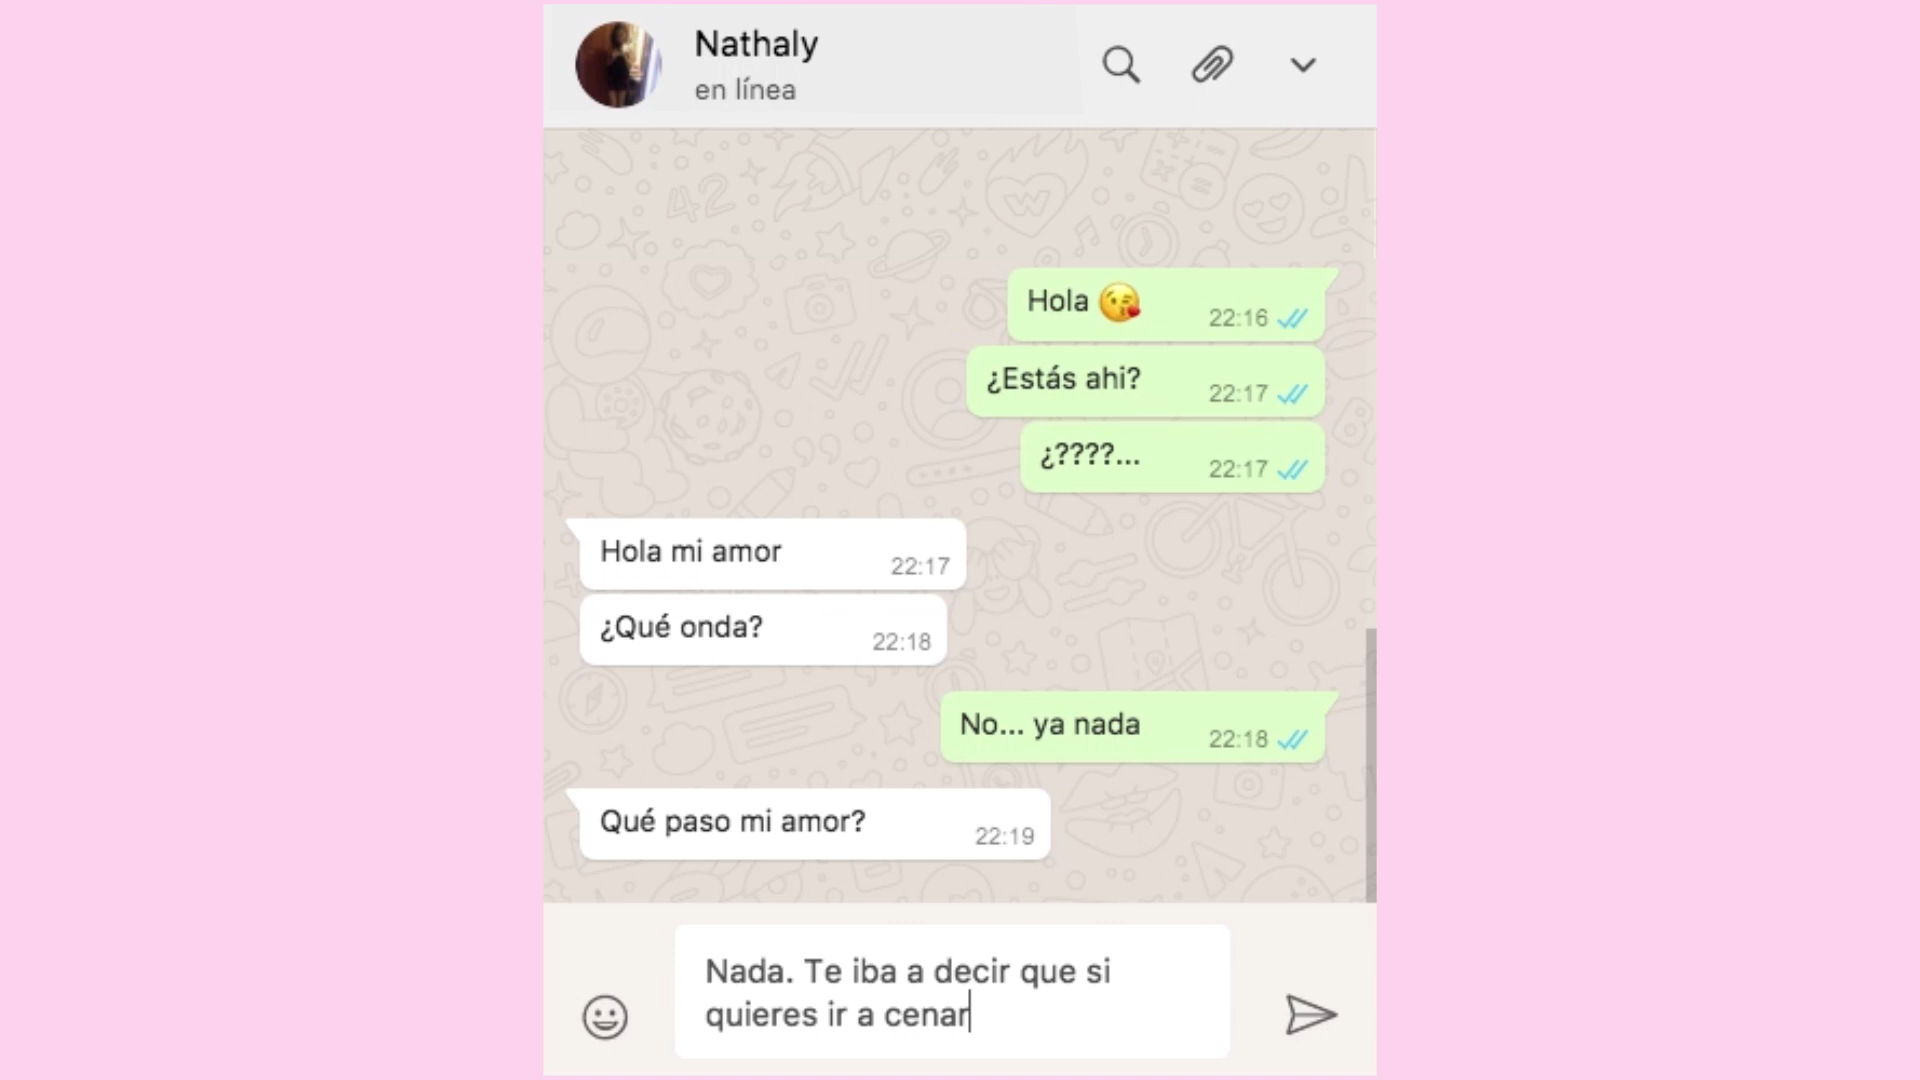 Nathaly
en línea
Hola 😘
22:16
¿Estás ahi?
22:17
¿????...
22:17
Hola mi amor
22:17
¿Qué onda?
22:18
No... ya nada
22:18
Qué paso mi amor?
22:19
Nada. Te iba a decir que si
quieres ir a cenar